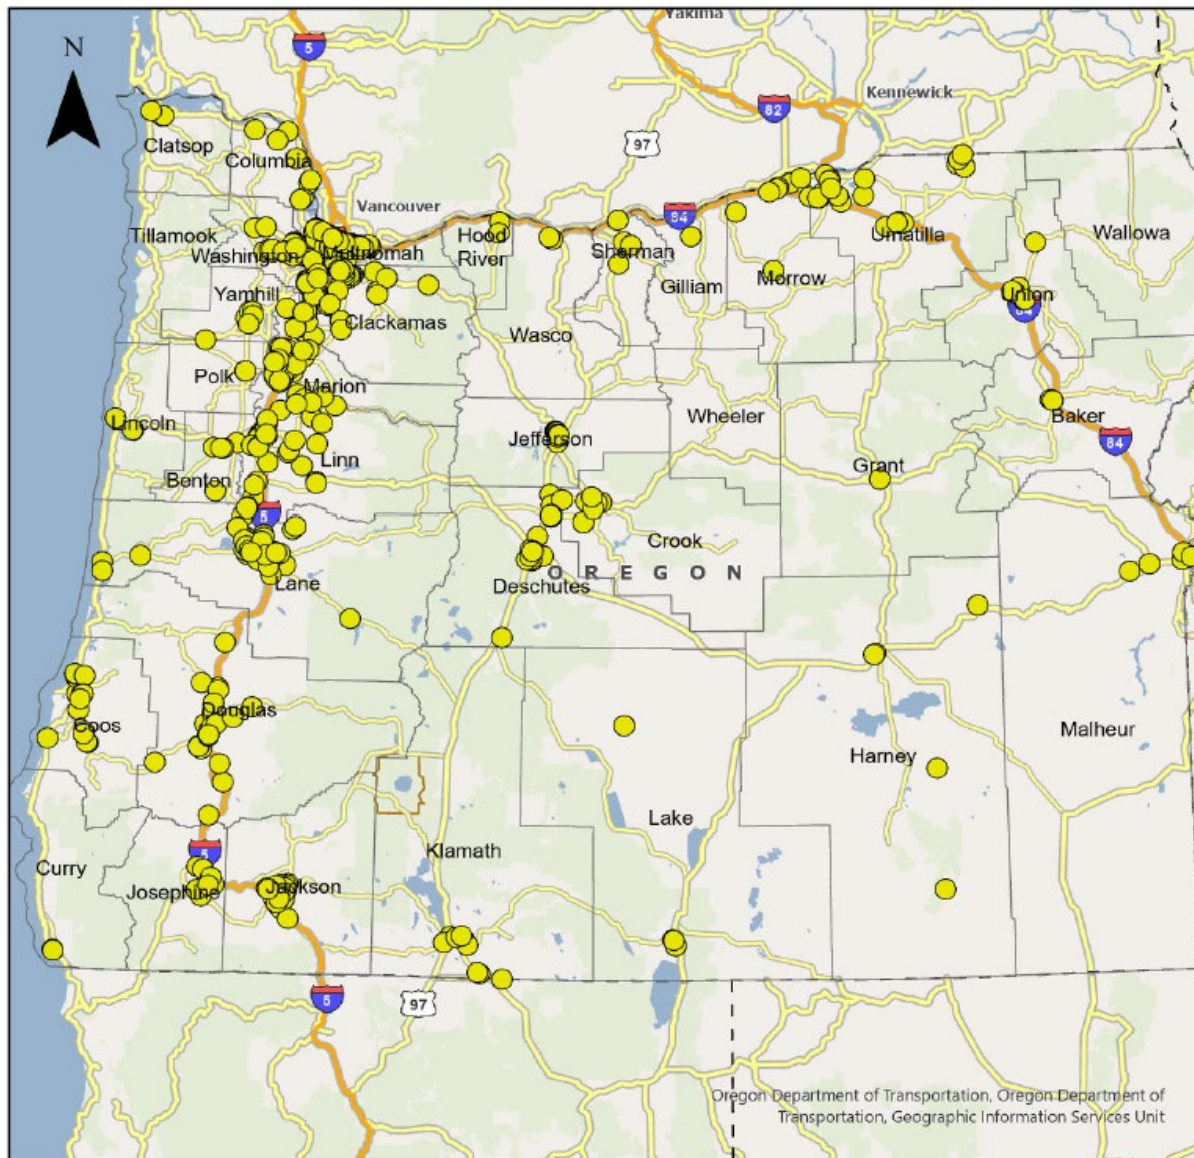 Yakima
N
5
Kennewick
82
97
Clatsop
Columbia
Vancouver
84
Tillamook
Hood
River
Umatilla
Wallowa
Washington
Multnomah
Sherman
Gilliam
Morrow
Yamhill
Union
84
Clackamas
Wasco
Polk
Marion
Wheeler
Baker
Lincoln
Jefferson
84
Linn
Grant
Benton
5
Crook
OREGON
Lane
Deschutes
Douglas
Coos
Malheur
Harney
Lake
5
Klamath
Curry
Josephine
Jackson
5
97
Oregon Department of Transportation, Oregon Department of
Transportation, Geographic Information Services Unit